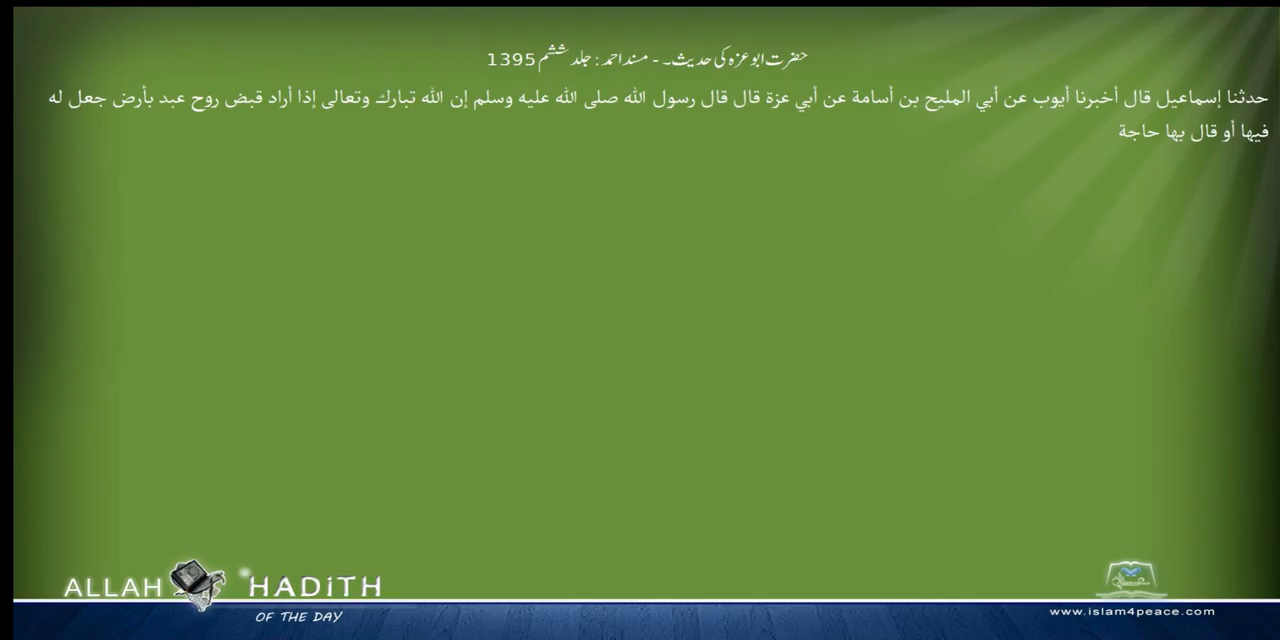 حضرت ابوعزہ کی حدیث۔ - مسند احمد : جلد ششم 1395
حدثنا إسماعيل قال أخبرنا أيوب عن أبي المليح بن أسامة عن أبي عزة قال قال رسول الله صلى الله عليه وسلم إن الله تبارك وتعالى إذا أراد قبض روح عبد بأرض جعل له
فيها أو قال بها حاجة
ALLAH HADITH
OF THE DAY
www.islam4peace.com